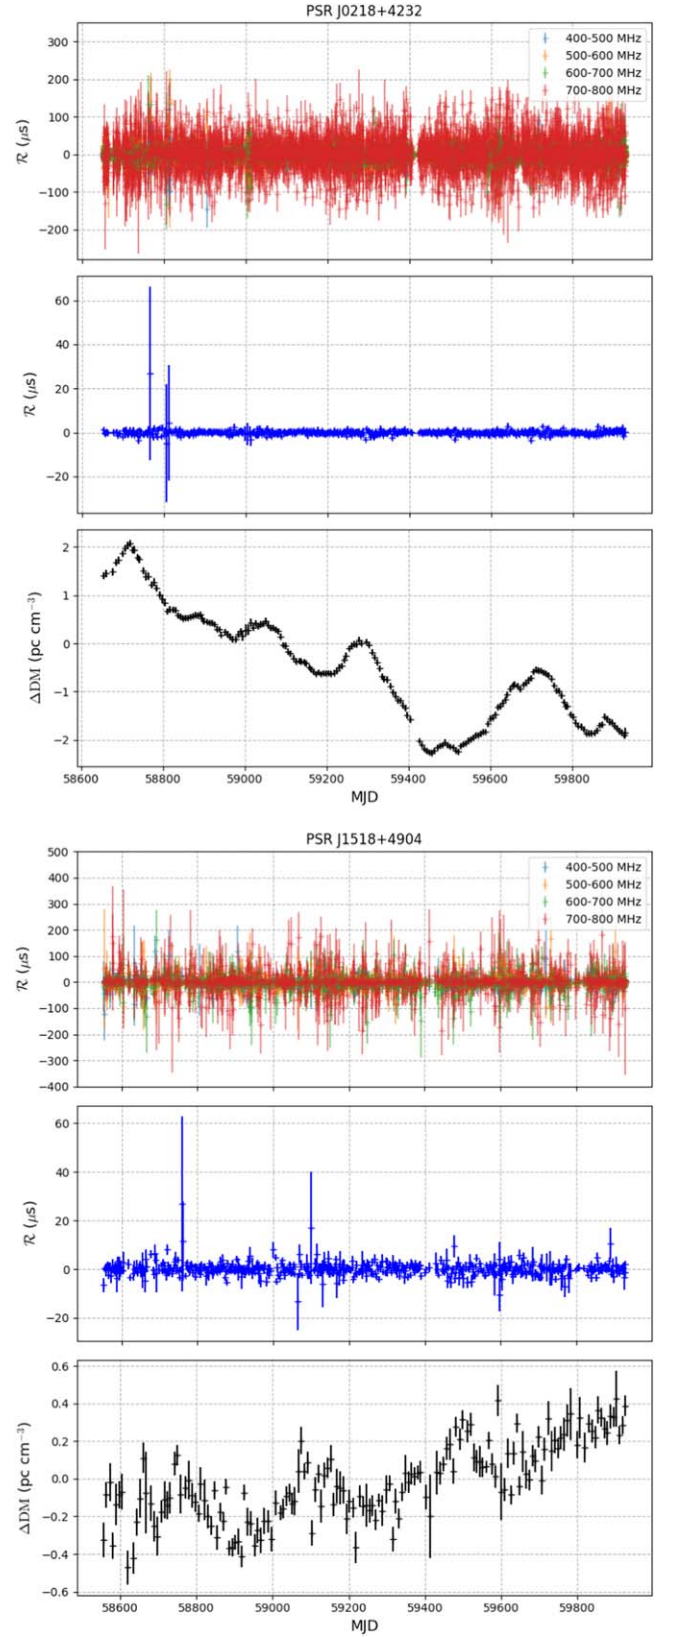 PSR J0218+4232
400-500 MHz
500-600 MHz
600-700 MHz
700-800 MHz
300
200
100
0
−100
−200
ℛ (μs)
60
40
20
0
−20
ℛ (μs)
2
1
0
−1
−2
ΔDM (pc cm⁻³)
58600 58800 59000 59200 59400 59600 59800
MJD
PSR J1518+4904
400-500 MHz
500-600 MHz
600-700 MHz
700-800 MHz
500
400
300
200
100
0
−100
−200
−300
−400
ℛ (μs)
60
40
20
0
−20
ℛ (μs)
0.6
0.4
0.2
0.0
−0.2
−0.4
−0.6
ΔDM (pc cm⁻³)
58600 58800 59000 59200 59400 59600 59800
MJD